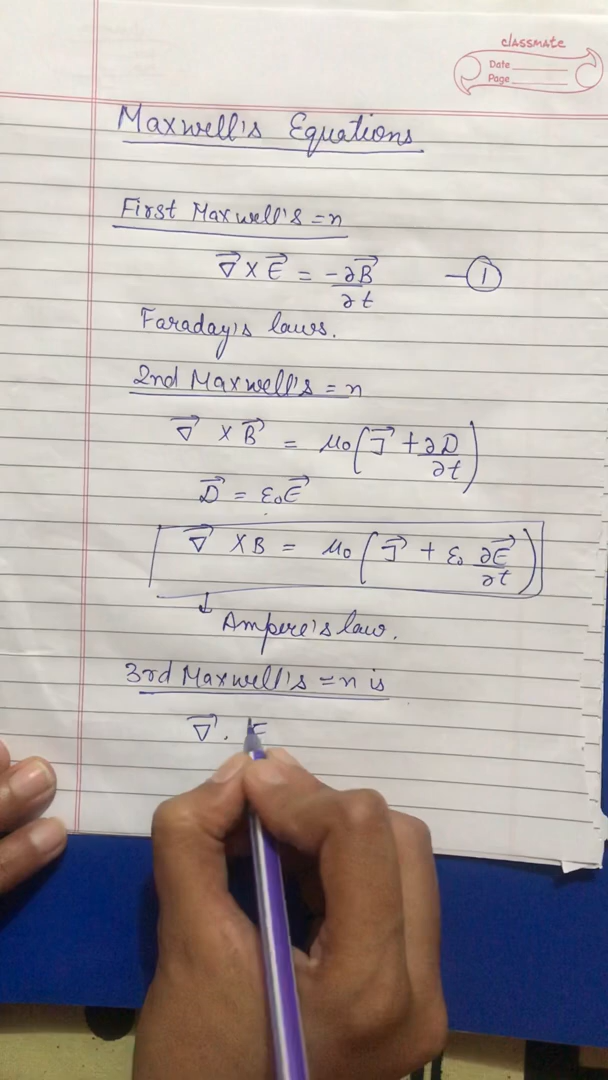 classmate
Date
Page
Maxwell's Equations
First Maxwell's =n
∇⃗ × E⃗ = -∂B⃗/∂t —①
Faraday's laws.
2nd Maxwell's =n
∇⃗ × B⃗ = μ₀(J⃗ + ∂D/∂t)
D⃗ = ε₀E⃗
∇⃗ × B = μ₀(J⃗ + ε₀ ∂E⃗/∂t)
↓ Ampere's law.
3rd Maxwell's =n is
∇⃗ . E